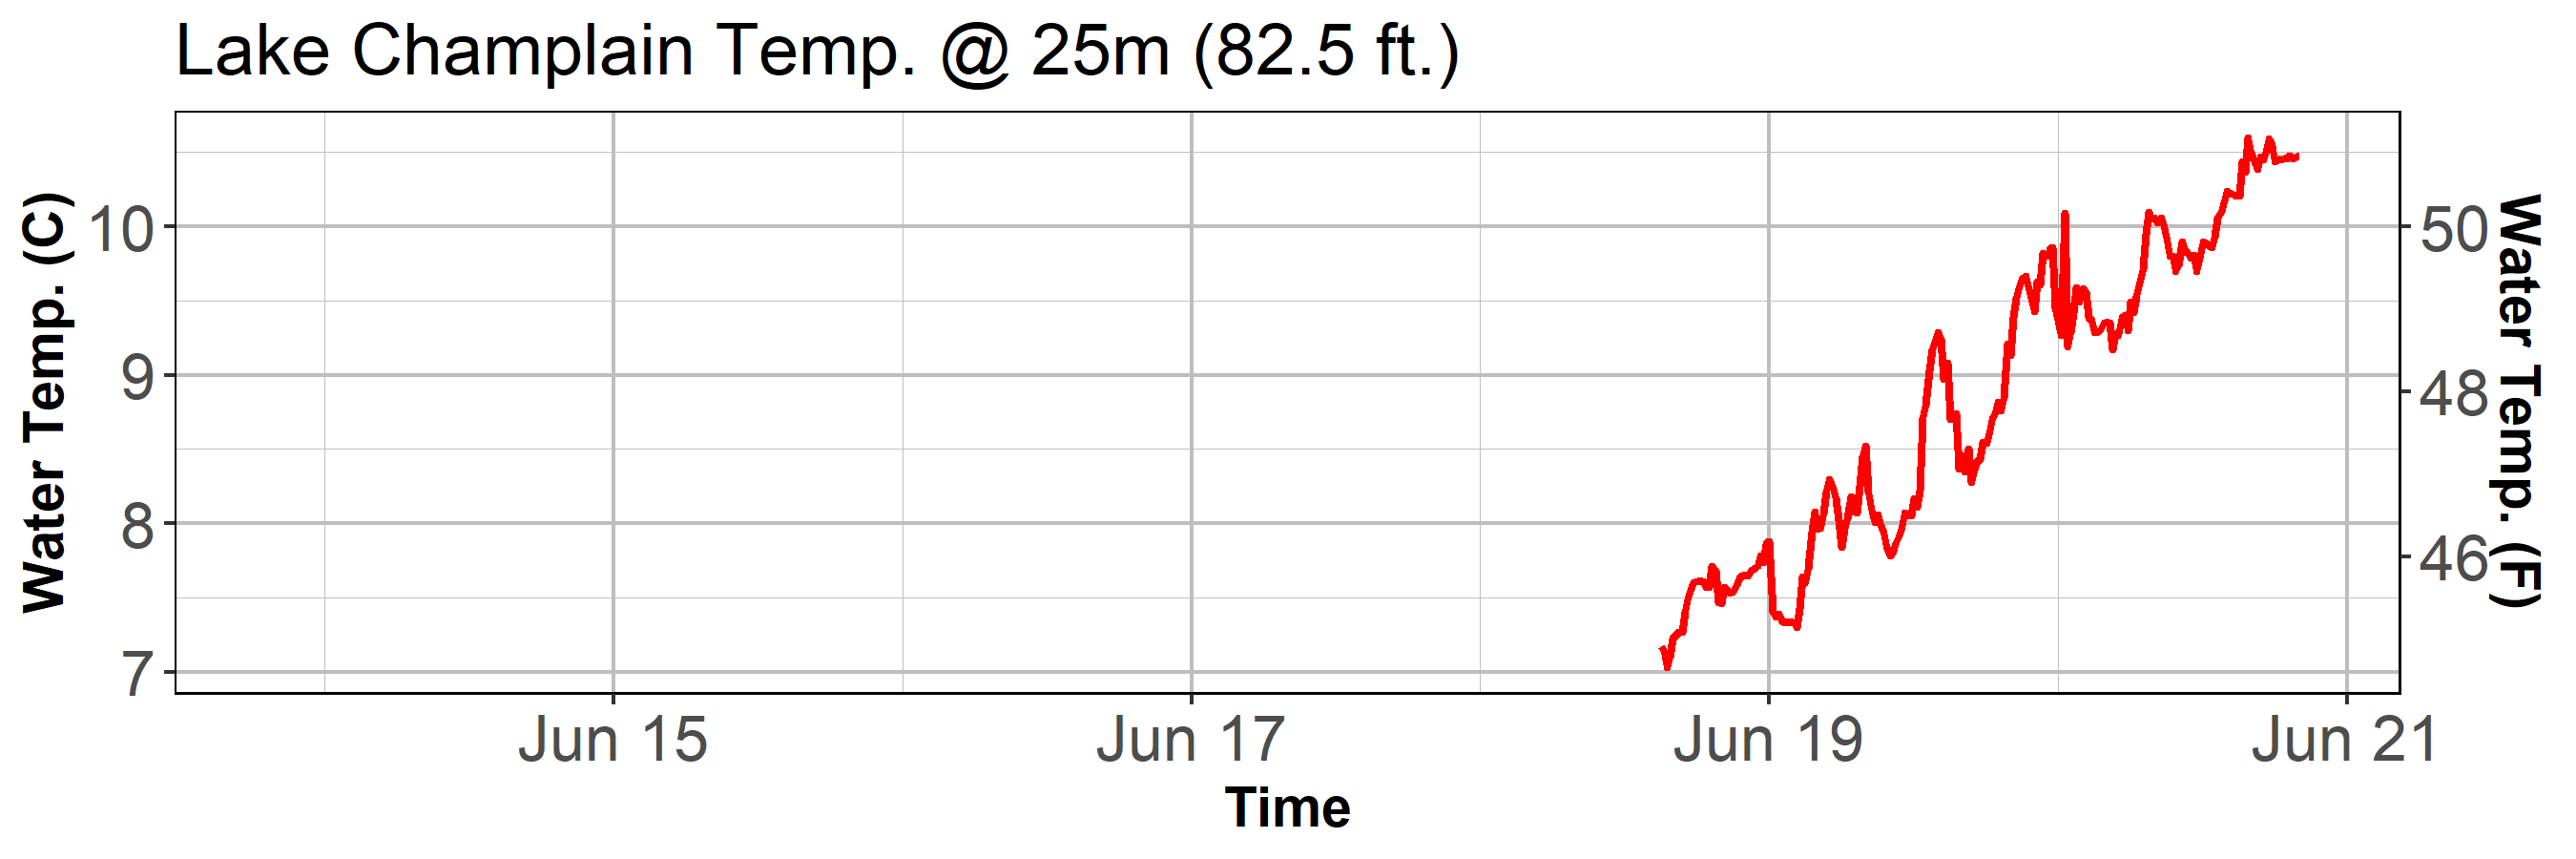 Lake Champlain Temp. @ 25m (82.5 ft.)
Water Temp. (C)
10
9
8
7
50
48
46
Water Temp. (F)
Jun 15
Jun 17
Jun 19
Jun 21
Time